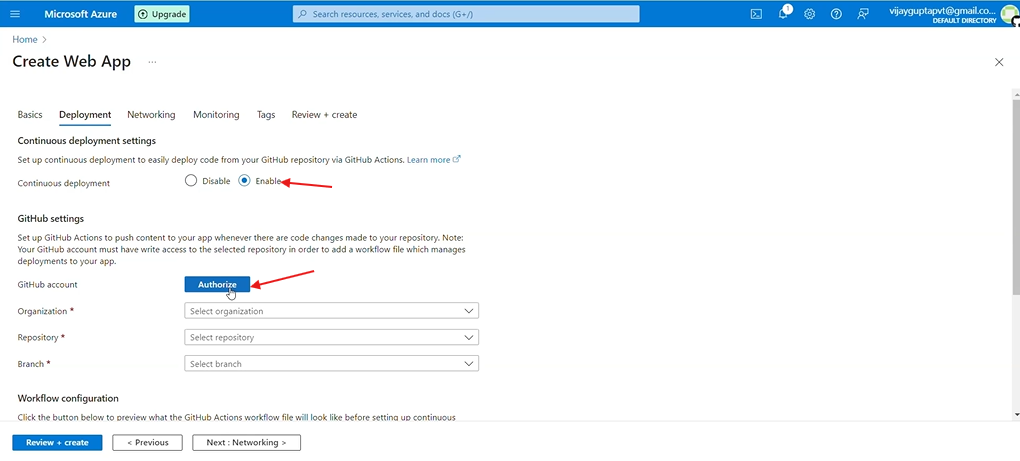 Microsoft Azure
Upgrade
Search resources, services, and docs (G+/)
1
vijayguptapvt@gmail.co...
DEFAULT DIRECTORY
Home >
Create Web App ...
Basics Deployment Networking Monitoring Tags Review + create
Continuous deployment settings
Set up continuous deployment to easily deploy code from your GitHub repository via GitHub Actions. Learn more
Continuous deployment Disable Enable
GitHub settings
Set up GitHub Actions to push content to your app whenever there are code changes made to your repository. Note:
Your GitHub account must have write access to the selected repository in order to add a workflow file which manages
deployments to your app.
GitHub account Authorize
Organization * Select organization
Repository * Select repository
Branch * Select branch
Workflow configuration
Click the button below to preview what the GitHub Actions workflow file will look like before setting up continuous
Review + create < Previous Next : Networking >